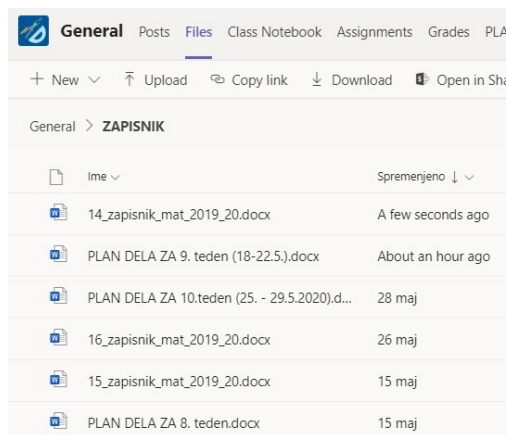 General Posts Files Class Notebook Assignments Grades PLA
New Upload Copy link Download Open in Sha
General > ZAPISNIK
Ime Spremenjeno ↓
14_zapisnik_mat_2019_20.docx A few seconds ago
PLAN DELA ZA 9. teden (18-22.5.).docx About an hour ago
PLAN DELA ZA 10.teden (25. - 29.5.2020).d... 28 maj
16_zapisnik_mat_2019_20.docx 26 maj
15_zapisnik_mat_2019_20.docx 15 maj
PLAN DELA ZA 8. teden.docx 15 maj